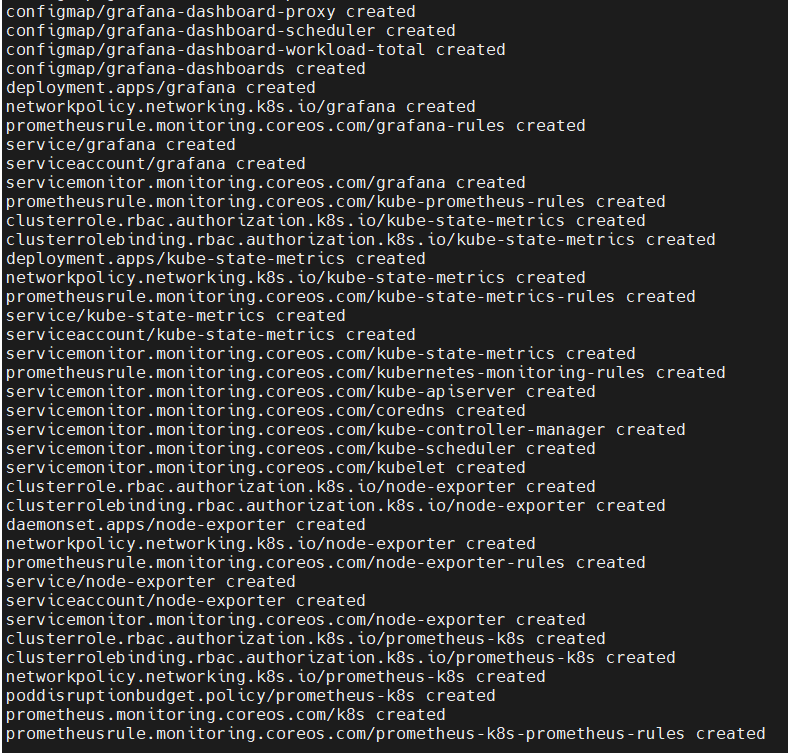 configmap/grafana-dashboard-proxy created
configmap/grafana-dashboard-scheduler created
configmap/grafana-dashboard-workload-total created
configmap/grafana-dashboards created
deployment.apps/grafana created
networkpolicy.networking.k8s.io/grafana created
prometheusrule.monitoring.coreos.com/grafana-rules created
service/grafana created
serviceaccount/grafana created
servicemonitor.monitoring.coreos.com/grafana created
prometheusrule.monitoring.coreos.com/kube-prometheus-rules created
clusterrole.rbac.authorization.k8s.io/kube-state-metrics created
clusterrolebinding.rbac.authorization.k8s.io/kube-state-metrics created
deployment.apps/kube-state-metrics created
networkpolicy.networking.k8s.io/kube-state-metrics created
prometheusrule.monitoring.coreos.com/kube-state-metrics-rules created
service/kube-state-metrics created
serviceaccount/kube-state-metrics created
servicemonitor.monitoring.coreos.com/kube-state-metrics created
prometheusrule.monitoring.coreos.com/kubernetes-monitoring-rules created
servicemonitor.monitoring.coreos.com/kube-apiserver created
servicemonitor.monitoring.coreos.com/coredns created
servicemonitor.monitoring.coreos.com/kube-controller-manager created
servicemonitor.monitoring.coreos.com/kube-scheduler created
servicemonitor.monitoring.coreos.com/kubelet created
clusterrole.rbac.authorization.k8s.io/node-exporter created
clusterrolebinding.rbac.authorization.k8s.io/node-exporter created
daemonset.apps/node-exporter created
networkpolicy.networking.k8s.io/node-exporter created
prometheusrule.monitoring.coreos.com/node-exporter-rules created
service/node-exporter created
serviceaccount/node-exporter created
servicemonitor.monitoring.coreos.com/node-exporter created
clusterrole.rbac.authorization.k8s.io/prometheus-k8s created
clusterrolebinding.rbac.authorization.k8s.io/prometheus-k8s created
networkpolicy.networking.k8s.io/prometheus-k8s created
poddisruptionbudget.policy/prometheus-k8s created
prometheus.monitoring.coreos.com/k8s created
prometheusrule.monitoring.coreos.com/prometheus-k8s-prometheus-rules created